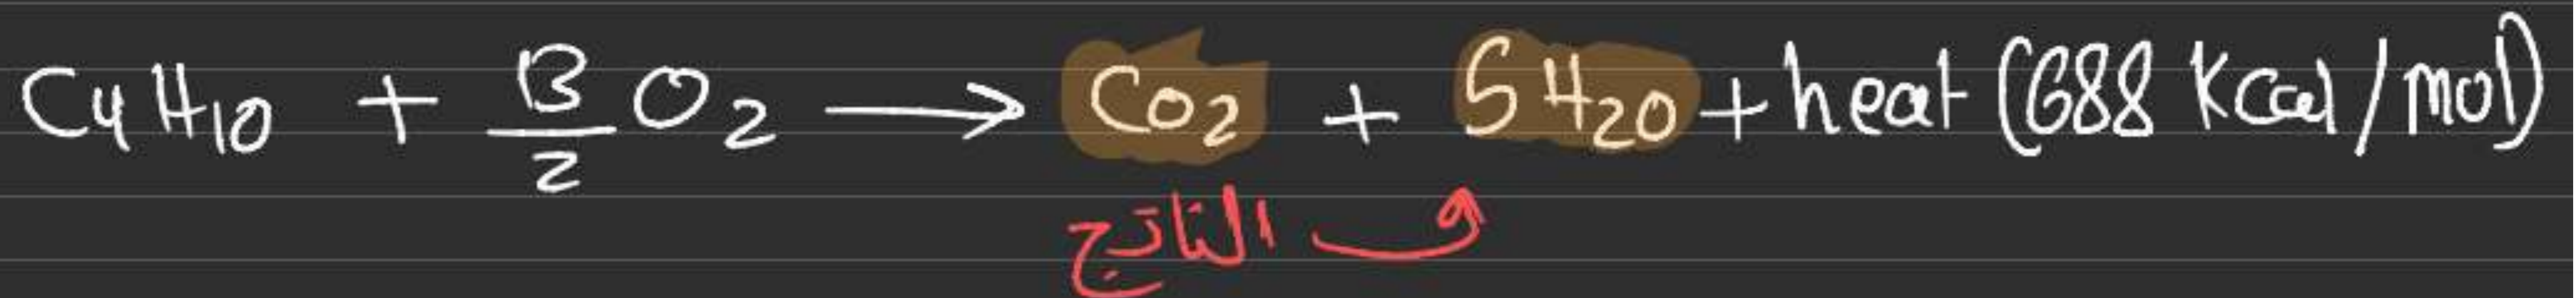 C4H10 + 13/2 O2 → CO2 + 5H2O + heat (688 Kcal/mol)
ف الناتج